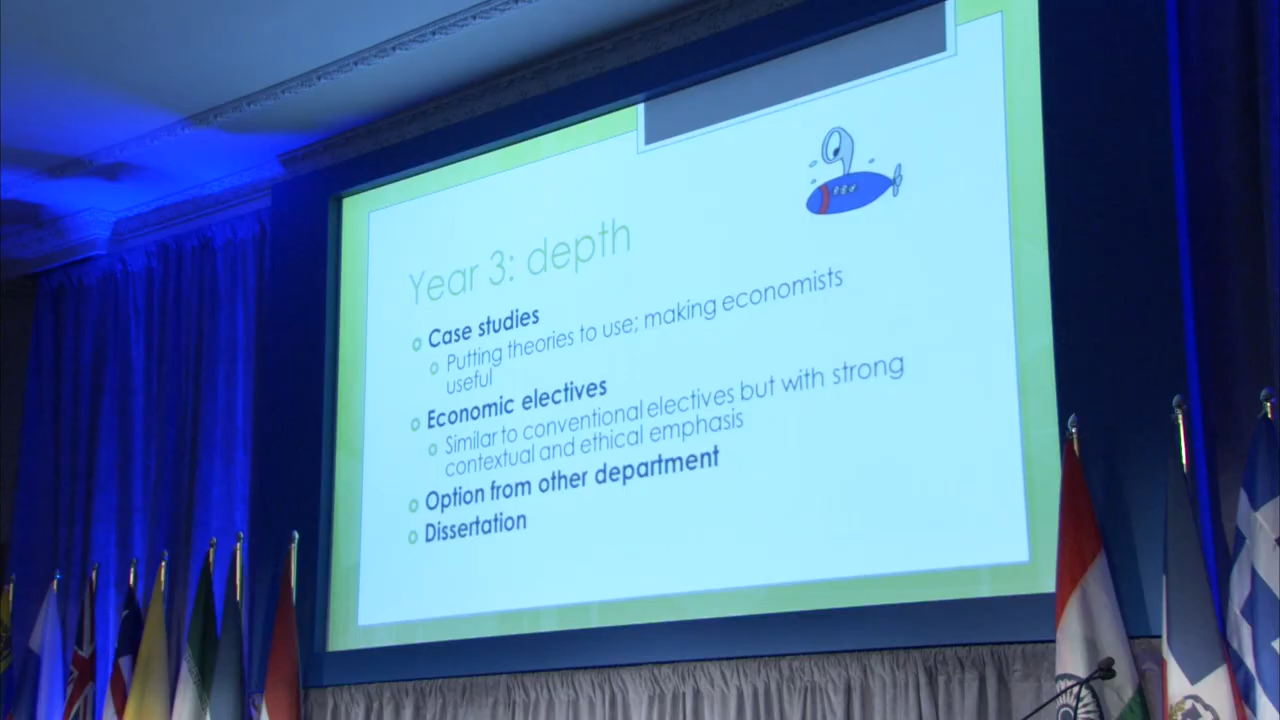 Year 3: depth
Case studies
Putting theories to use; making economists
useful
Economic electives
Similar to conventional electives but with strong
contextual and ethical emphasis
Option from other department
Dissertation